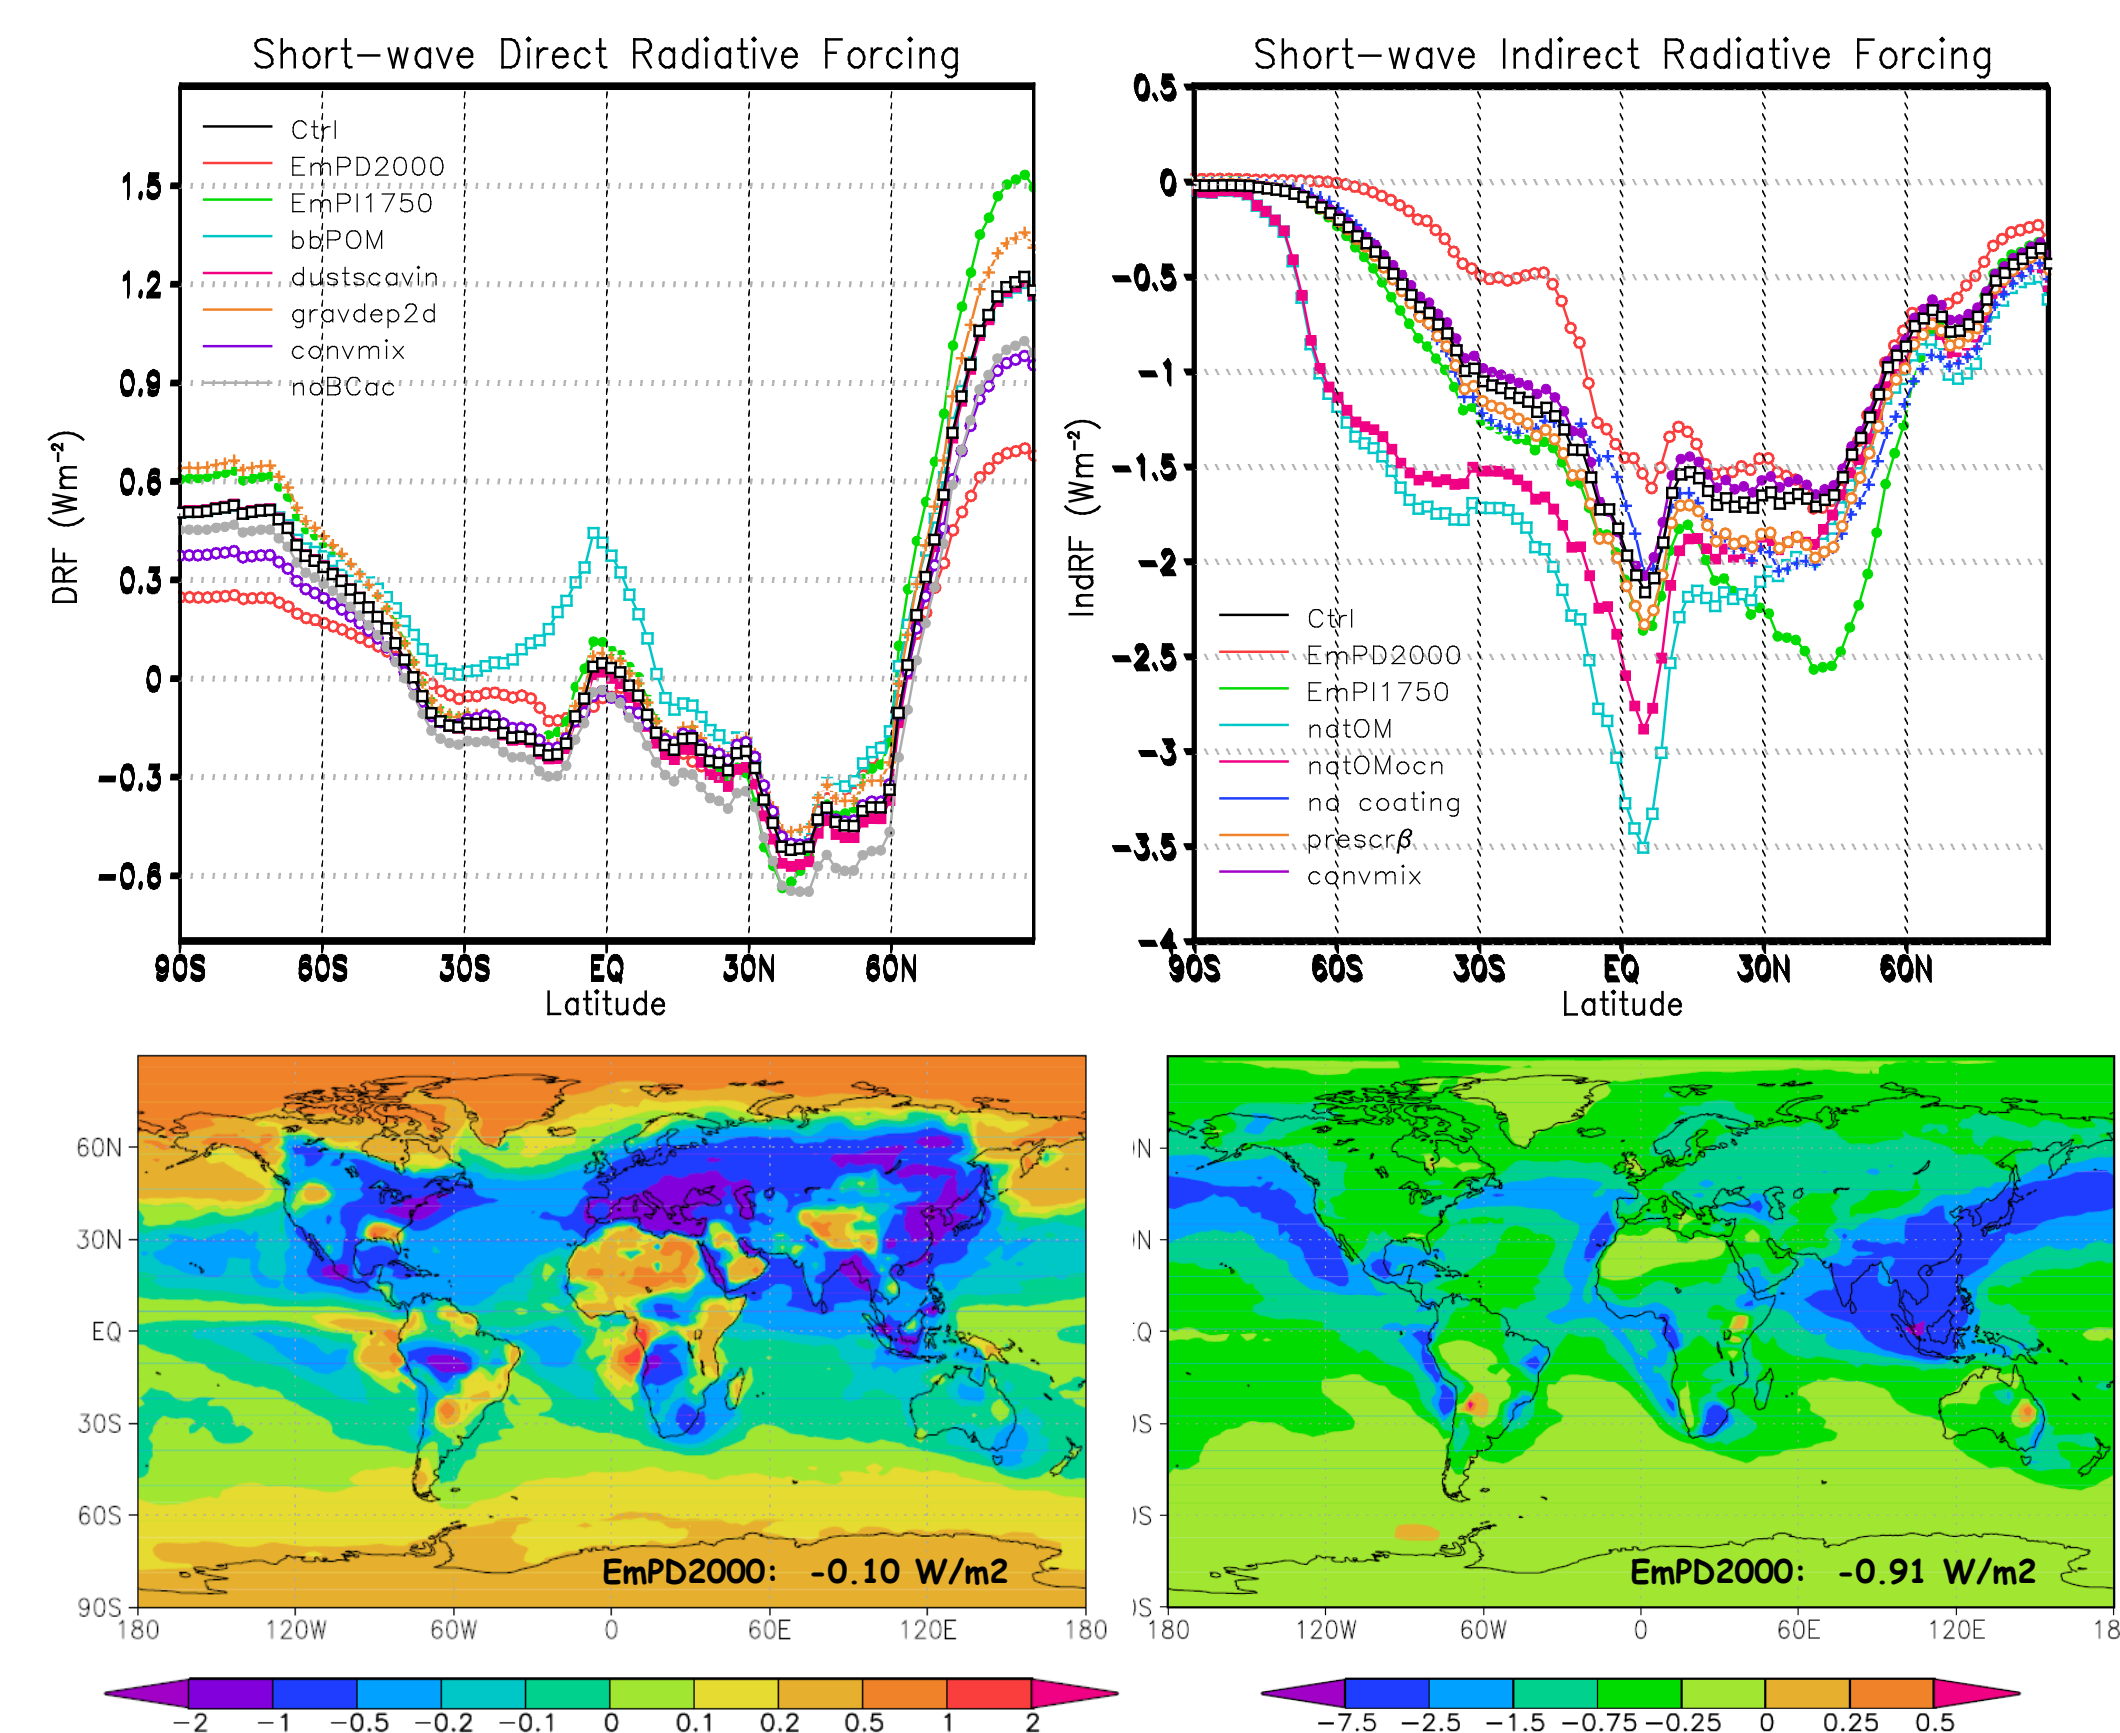 Short-wave Direct Radiative Forcing
Short-wave Indirect Radiative Forcing
DRF (Wm-2)
1.5
1.2
0.9
0.6
0.3
0
-0.3
-0.6
Ctrl
EmPD2000
EmPI1750
bbPOM
dustscavin
gravdep2d
convmix
noBCac
90S 60S 30S EQ 30N 60N
Latitude
IndRF (Wm-2)
0.5
0
-0.5
-1
-1.5
-2
-2.5
-3
-3.5
-4
Ctrl
EmPD2000
EmPI1750
natOM
natOMocn
no coating
prescrβ
convmix
90S 60S 30S EQ 30N 60N
Latitude
60N
30N
EQ
30S
60S
90S
180 120W 60W 0 60E 120E 180
EmPD2000: -0.10 W/m2
-2 -1 -0.5 -0.2 -0.1 0 0.1 0.2 0.5 1 2
N
N
Q
S
S
S
180 120W 60W 0 60E 120E 18
EmPD2000: -0.91 W/m2
-7.5 -2.5 -1.5 -0.75 -0.25 0 0.25 0.5